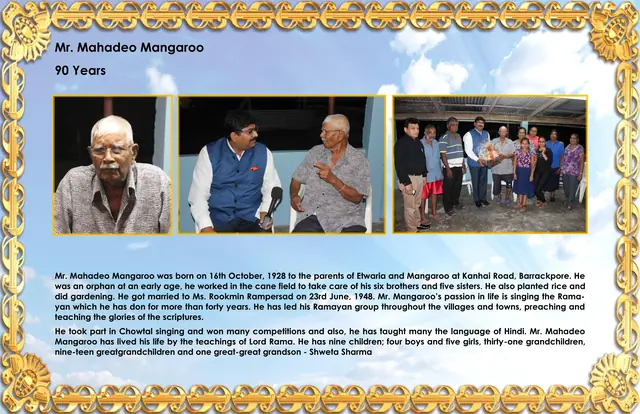 Mr. Mahadeo Mangaroo
90 Years
Mr. Mahadeo Mangaroo was born on 16th October, 1928 to the parents of Etwaria and Mangaroo at Kanhai Road, Barrackpore. He
was an orphan at an early age, he worked in the cane field to take care of his six brothers and five sisters. He also planted rice and
did gardening. He got married to Ms. Rookmin Rampersad on 23rd June, 1948. Mr. Mangaroo's passion in life is singing the Rama-
yan which he has don for more than forty years. He has led his Ramayan group throughout the villages and towns, preaching and
teaching the glories of the scriptures.
He took part in Chowtal singing and won many competitions and also, he has taught many the language of Hindi. Mr. Mahadeo
Mangaroo has lived his life by the teachings of Lord Rama. He has nine children; four boys and five girls, thirty-one grandchildren,
nine-teen greatgrandchildren and one great-great grandson - Shweta Sharma